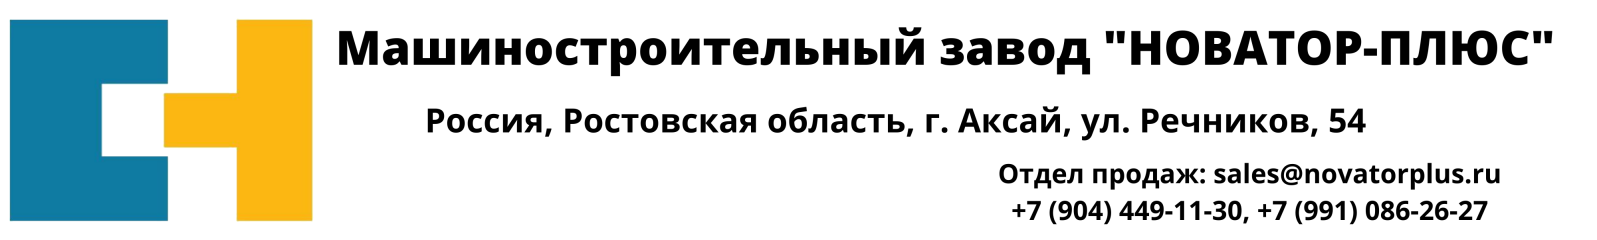 Машиностроительный завод "НОВАТОР-ПЛЮС"
Россия, Ростовская область, г. Аксай, ул. Речников, 54
Отдел продаж: sales@novatorplus.ru
+7 (904) 449-11-30, +7 (991) 086-26-27